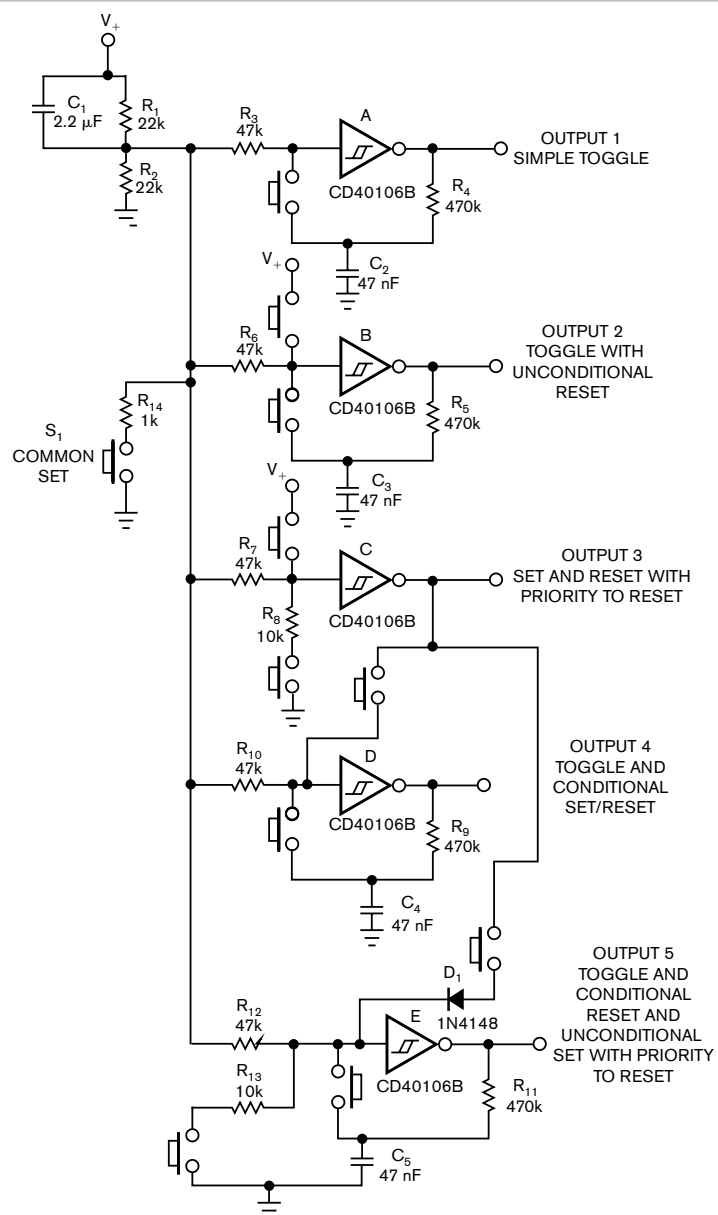 V+
C1
2.2 µF
R1
22k
R2
22k
R3
47k
A
CD40106B
R4
470k
OUTPUT 1
SIMPLE TOGGLE
C2
47 nF
V+
R6
47k
B
CD40106B
R5
470k
OUTPUT 2
TOGGLE WITH
UNCONDITIONAL
RESET
R14
1k
S1
COMMON
SET
C3
47 nF
V+
R7
47k
C
CD40106B
R8
10k
OUTPUT 3
SET AND RESET WITH
PRIORITY TO RESET
R10
47k
D
CD40106B
R9
470k
OUTPUT 4
TOGGLE AND
CONDITIONAL
SET/RESET
C4
47 nF
D1
1N4148
R12
47k
E
CD40106B
R13
10k
R11
470k
OUTPUT 5
TOGGLE AND
CONDITIONAL
RESET AND
UNCONDITIONAL
SET WITH PRIORITY
TO RESET
C5
47 nF